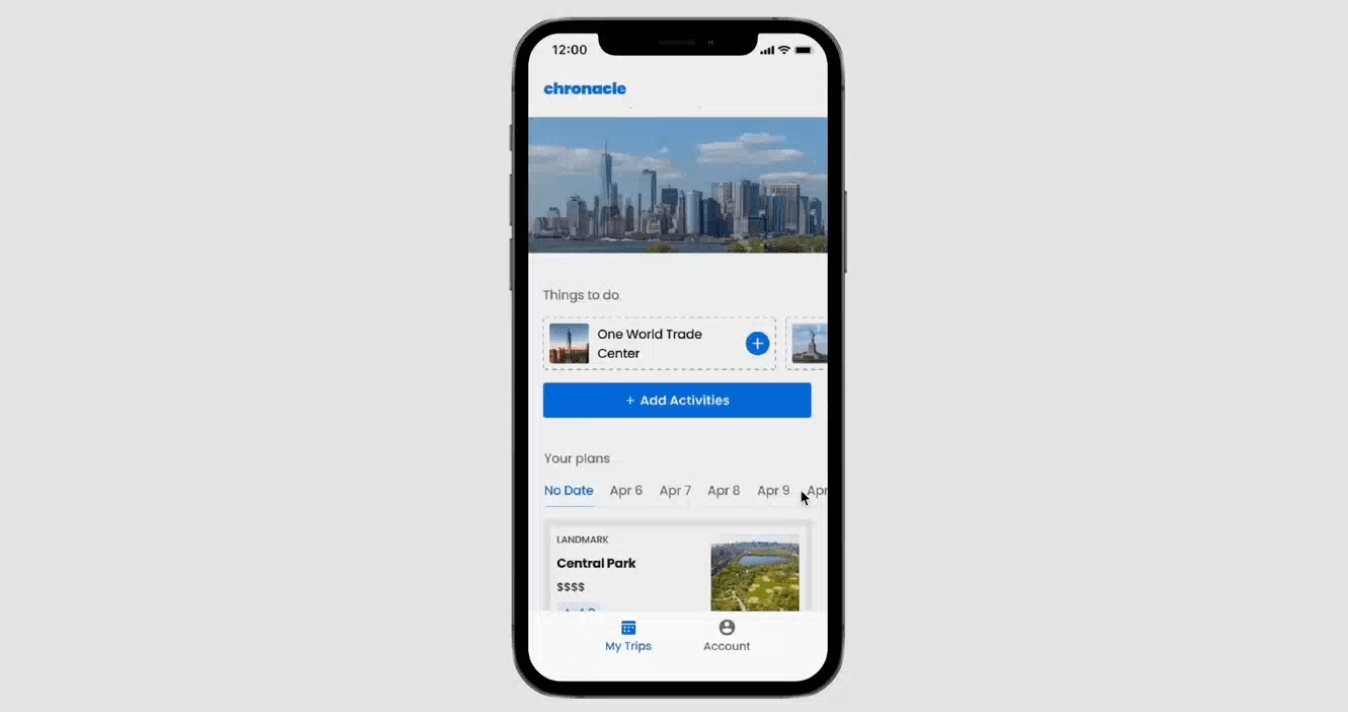 12:00
chronacle
Things to do
One World Trade
Center
+ Add Activities
Your plans
No Date Apr 6 Apr 7 Apr 8 Apr 9 Apr
LANDMARK
Central Park
$$$$
My Trips Account